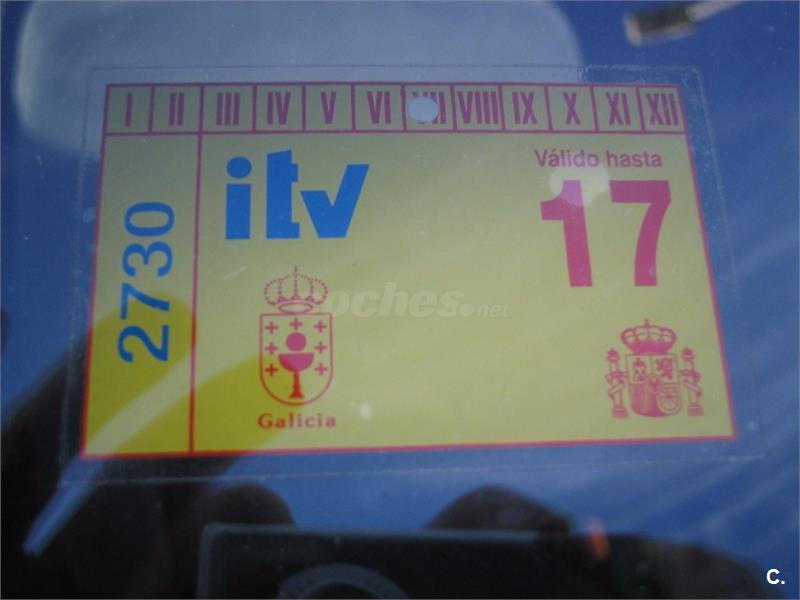 I II III IV V VI VII VIII IX X XI XII
2730
itv
Válido hasta
17
Galicia
coches.net
C.